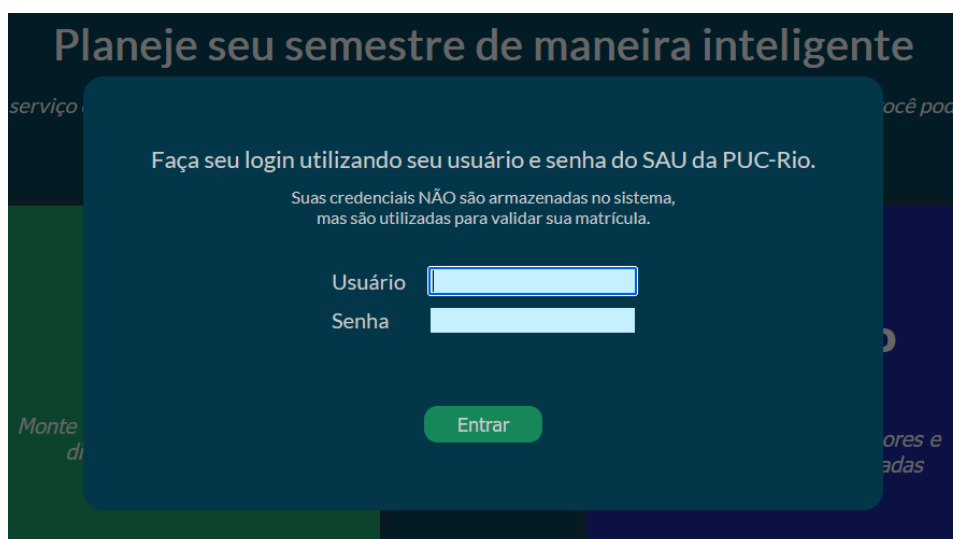 Planeje seu semestre de maneira inteligente
serviço
ocê pod
Faça seu login utilizando seu usuário e senha do SAU da PUC-Rio.
Suas credenciais NÃO são armazenadas no sistema,
mas são utilizadas para validar sua matrícula.
Usuário
Senha
Entrar
o
Monte
di
ores e
adas